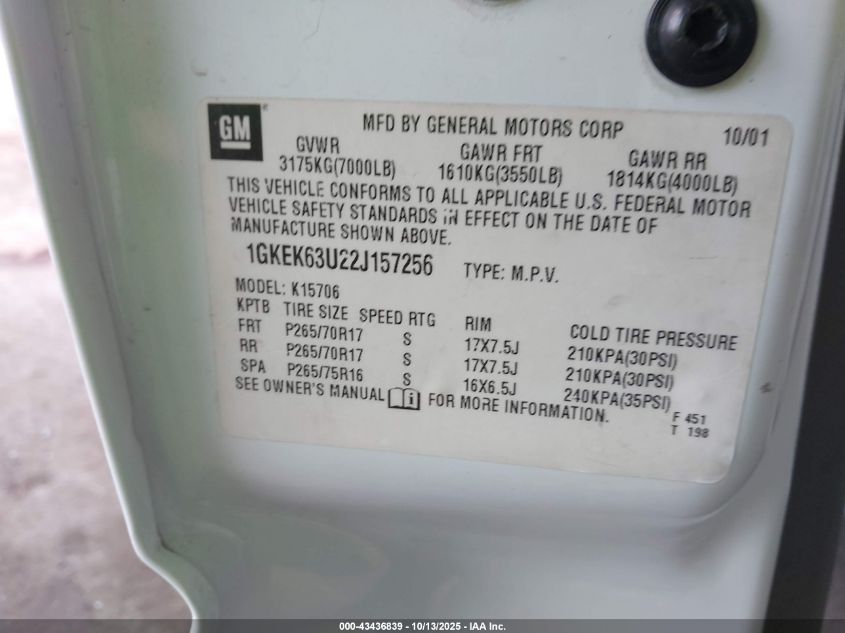 GM
MFD BY GENERAL MOTORS CORP 10/01
GVWR GAWR FRT GAWR RR
3175KG(7000LB) 1610KG(3550LB) 1814KG(4000LB)
THIS VEHICLE CONFORMS TO ALL APPLICABLE U.S. FEDERAL MOTOR
VEHICLE SAFETY STANDARDS IN EFFECT ON THE DATE OF
MANUFACTURE SHOWN ABOVE.
1GKEK63U22J157256 TYPE: M.P.V.
MODEL: K15706
KPTB TIRE SIZE SPEED RTG RIM COLD TIRE PRESSURE
FRT P265/70R17 S 17X7.5J 210KPA(30PSI)
RR P265/70R17 S 17X7.5J 210KPA(30PSI)
SPA P265/75R16 S 16X6.5J 240KPA(35PSI)
SEE OWNER'S MANUAL i FOR MORE INFORMATION.
F 451
T 198
000-43436839 - 10/13/2025 - IAA Inc.